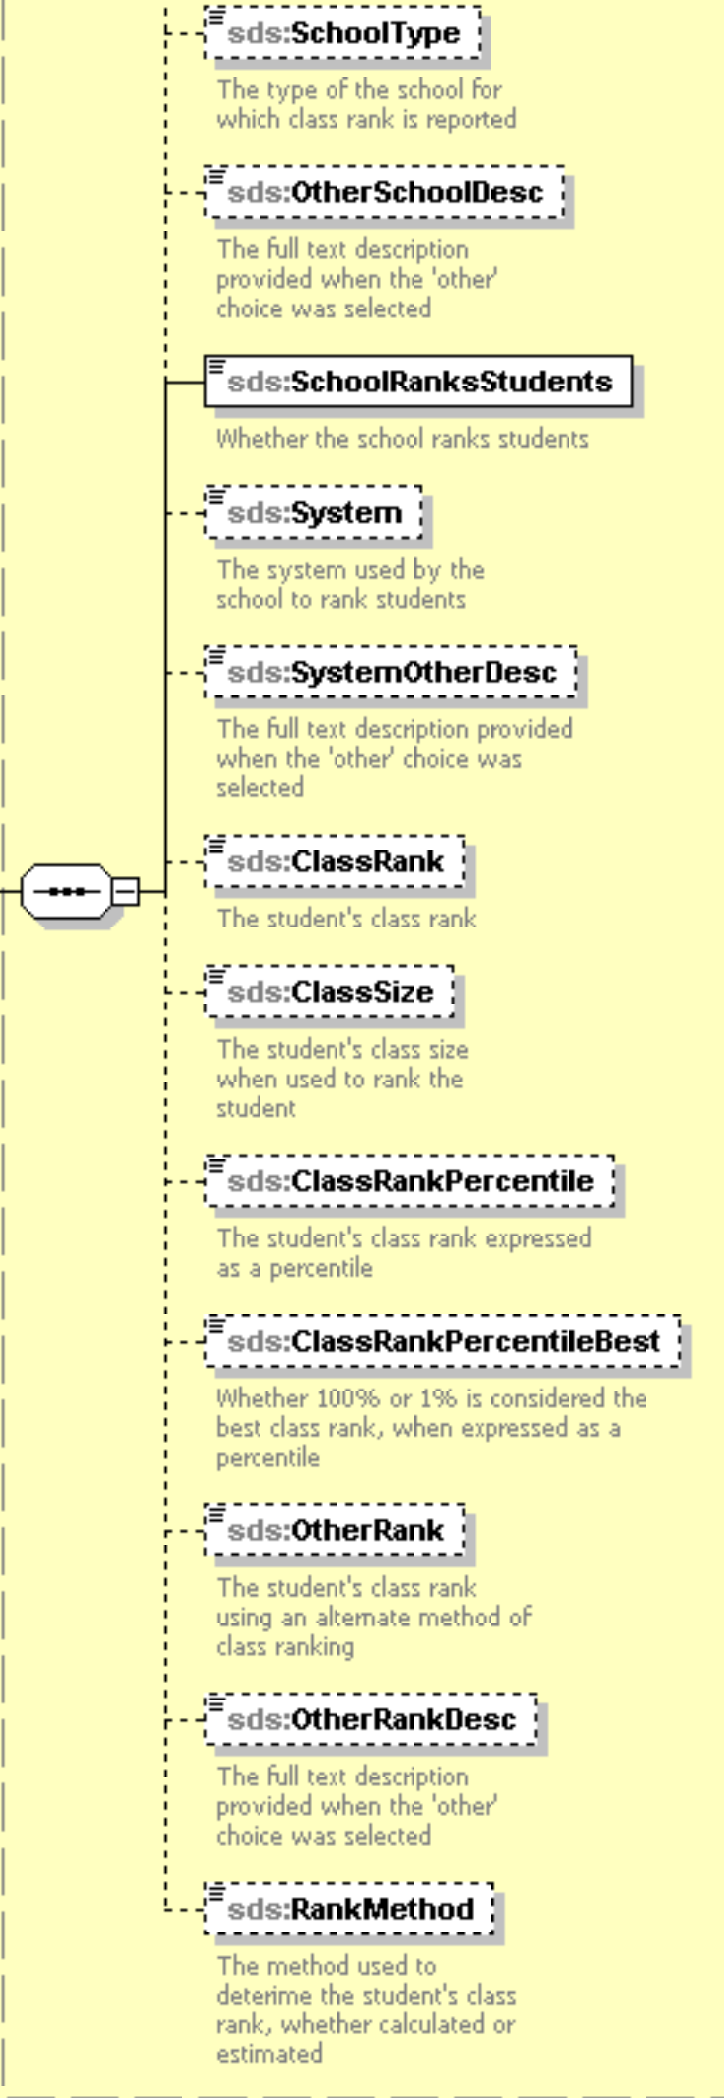 sds:SchoolType
The type of the school for
which class rank is reported
sds:OtherSchoolDesc
The full text description
provided when the 'other'
choice was selected
sds:SchoolRanksStudents
Whether the school ranks students
sds:System
The system used by the
school to rank students
sds:SystemOtherDesc
The full text description provided
when the 'other' choice was
selected
sds:ClassRank
The student's class rank
sds:ClassSize
The student's class size
when used to rank the
student
sds:ClassRankPercentile
The student's class rank expressed
as a percentile
sds:ClassRankPercentileBest
Whether 100% or 1% is considered the
best class rank, when expressed as a
percentile
sds:OtherRank
The student's class rank
using an alternate method of
class ranking
sds:OtherRankDesc
The full text description
provided when the 'other'
choice was selected
sds:RankMethod
The method used to
deterime the student's class
rank, whether calculated or
estimated